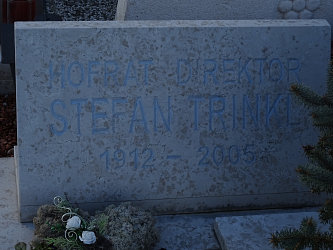 HOFRAT DIREKTOR
STEFAN TRINKL
1912 - 2005